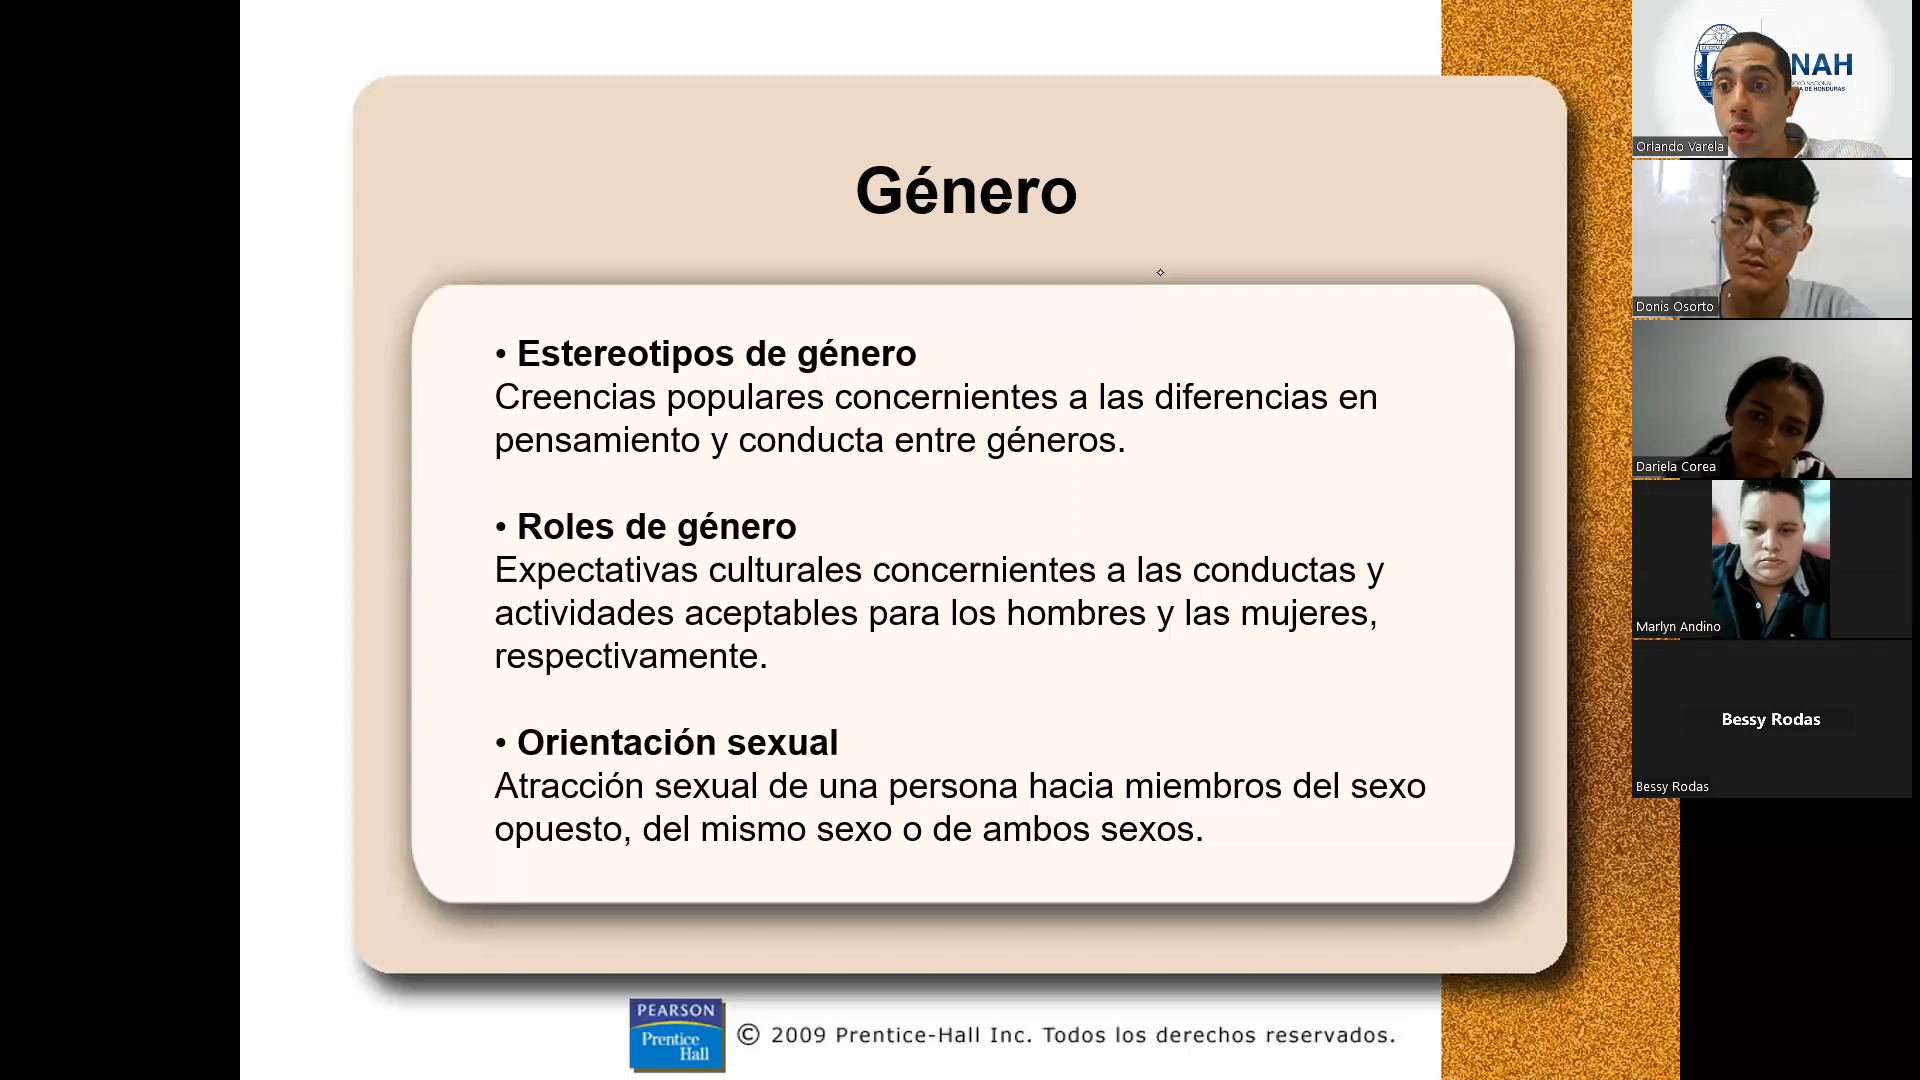 Género
• Estereotipos de género
Creencias populares concernientes a las diferencias en
pensamiento y conducta entre géneros.
• Roles de género
Expectativas culturales concernientes a las conductas y
actividades aceptables para los hombres y las mujeres,
respectivamente.
• Orientación sexual
Atracción sexual de una persona hacia miembros del sexo
opuesto, del mismo sexo o de ambos sexos.
PEARSON
Prentice
Hall
© 2009 Prentice-Hall Inc. Todos los derechos reservados.
NAH
DE HONDURAS
Orlando Varela
Donis Osorto
Dariela Corea
Marlyn Andino
Bessy Rodas
Bessy Rodas